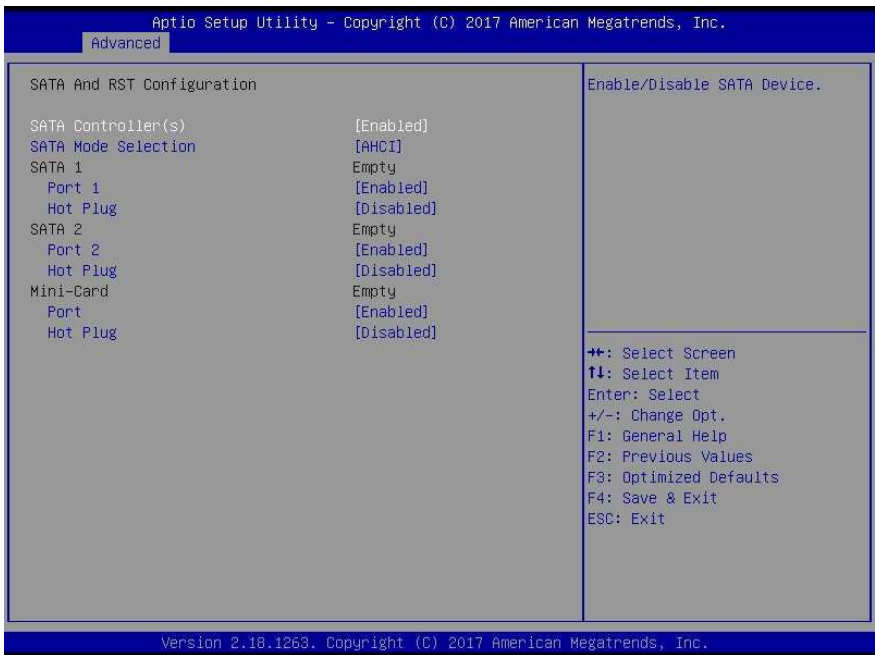 Aptio Setup Utility – Copyright (C) 2017 American Megatrends, Inc.
Advanced
SATA And RST Configuration
SATA Controller(s) [Enabled]
SATA Mode Selection [AHCI]
SATA 1 Empty
Port 1 [Enabled]
Hot Plug [Disabled]
SATA 2 Empty
Port 2 [Enabled]
Hot Plug [Disabled]
Mini-Card Empty
Port [Enabled]
Hot Plug [Disabled]
Enable/Disable SATA Device.
→←: Select Screen
↑↓: Select Item
Enter: Select
+/-: Change Opt.
F1: General Help
F2: Previous Values
F3: Optimized Defaults
F4: Save & Exit
ESC: Exit
Version 2.18.1263. Copyright (C) 2017 American Megatrends, Inc.